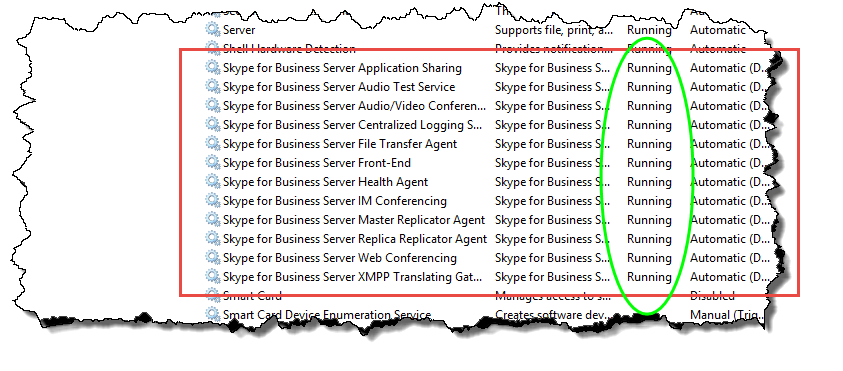 Server Supports file, print, a... Running Automatic
Shell Hardware Detection Provides notification... Running Automatic
Skype for Business Server Application Sharing Skype for Business S... Running Automatic (D...
Skype for Business Server Audio Test Service Skype for Business S... Running Automatic (D...
Skype for Business Server Audio/Video Conferen... Skype for Business S... Running Automatic (D...
Skype for Business Server Centralized Logging S... Skype for Business S... Running Automatic (D...
Skype for Business Server File Transfer Agent Skype for Business S... Running Automatic (D...
Skype for Business Server Front-End Skype for Business S... Running Automatic (D...
Skype for Business Server Health Agent Skype for Business S... Running Automatic (D...
Skype for Business Server IM Conferencing Skype for Business S... Running Automatic (D...
Skype for Business Server Master Replicator Agent Skype for Business S... Running Automatic (D...
Skype for Business Server Replica Replicator Agent Skype for Business S... Running Automatic (D...
Skype for Business Server Web Conferencing Skype for Business S... Running Automatic (D...
Skype for Business Server XMPP Translating Gat... Skype for Business S... Running Automatic (D...
Smart Card Manages access to s... Disabled
Smart Card Device Enumeration Service Creates software dev... Manual (Trig...